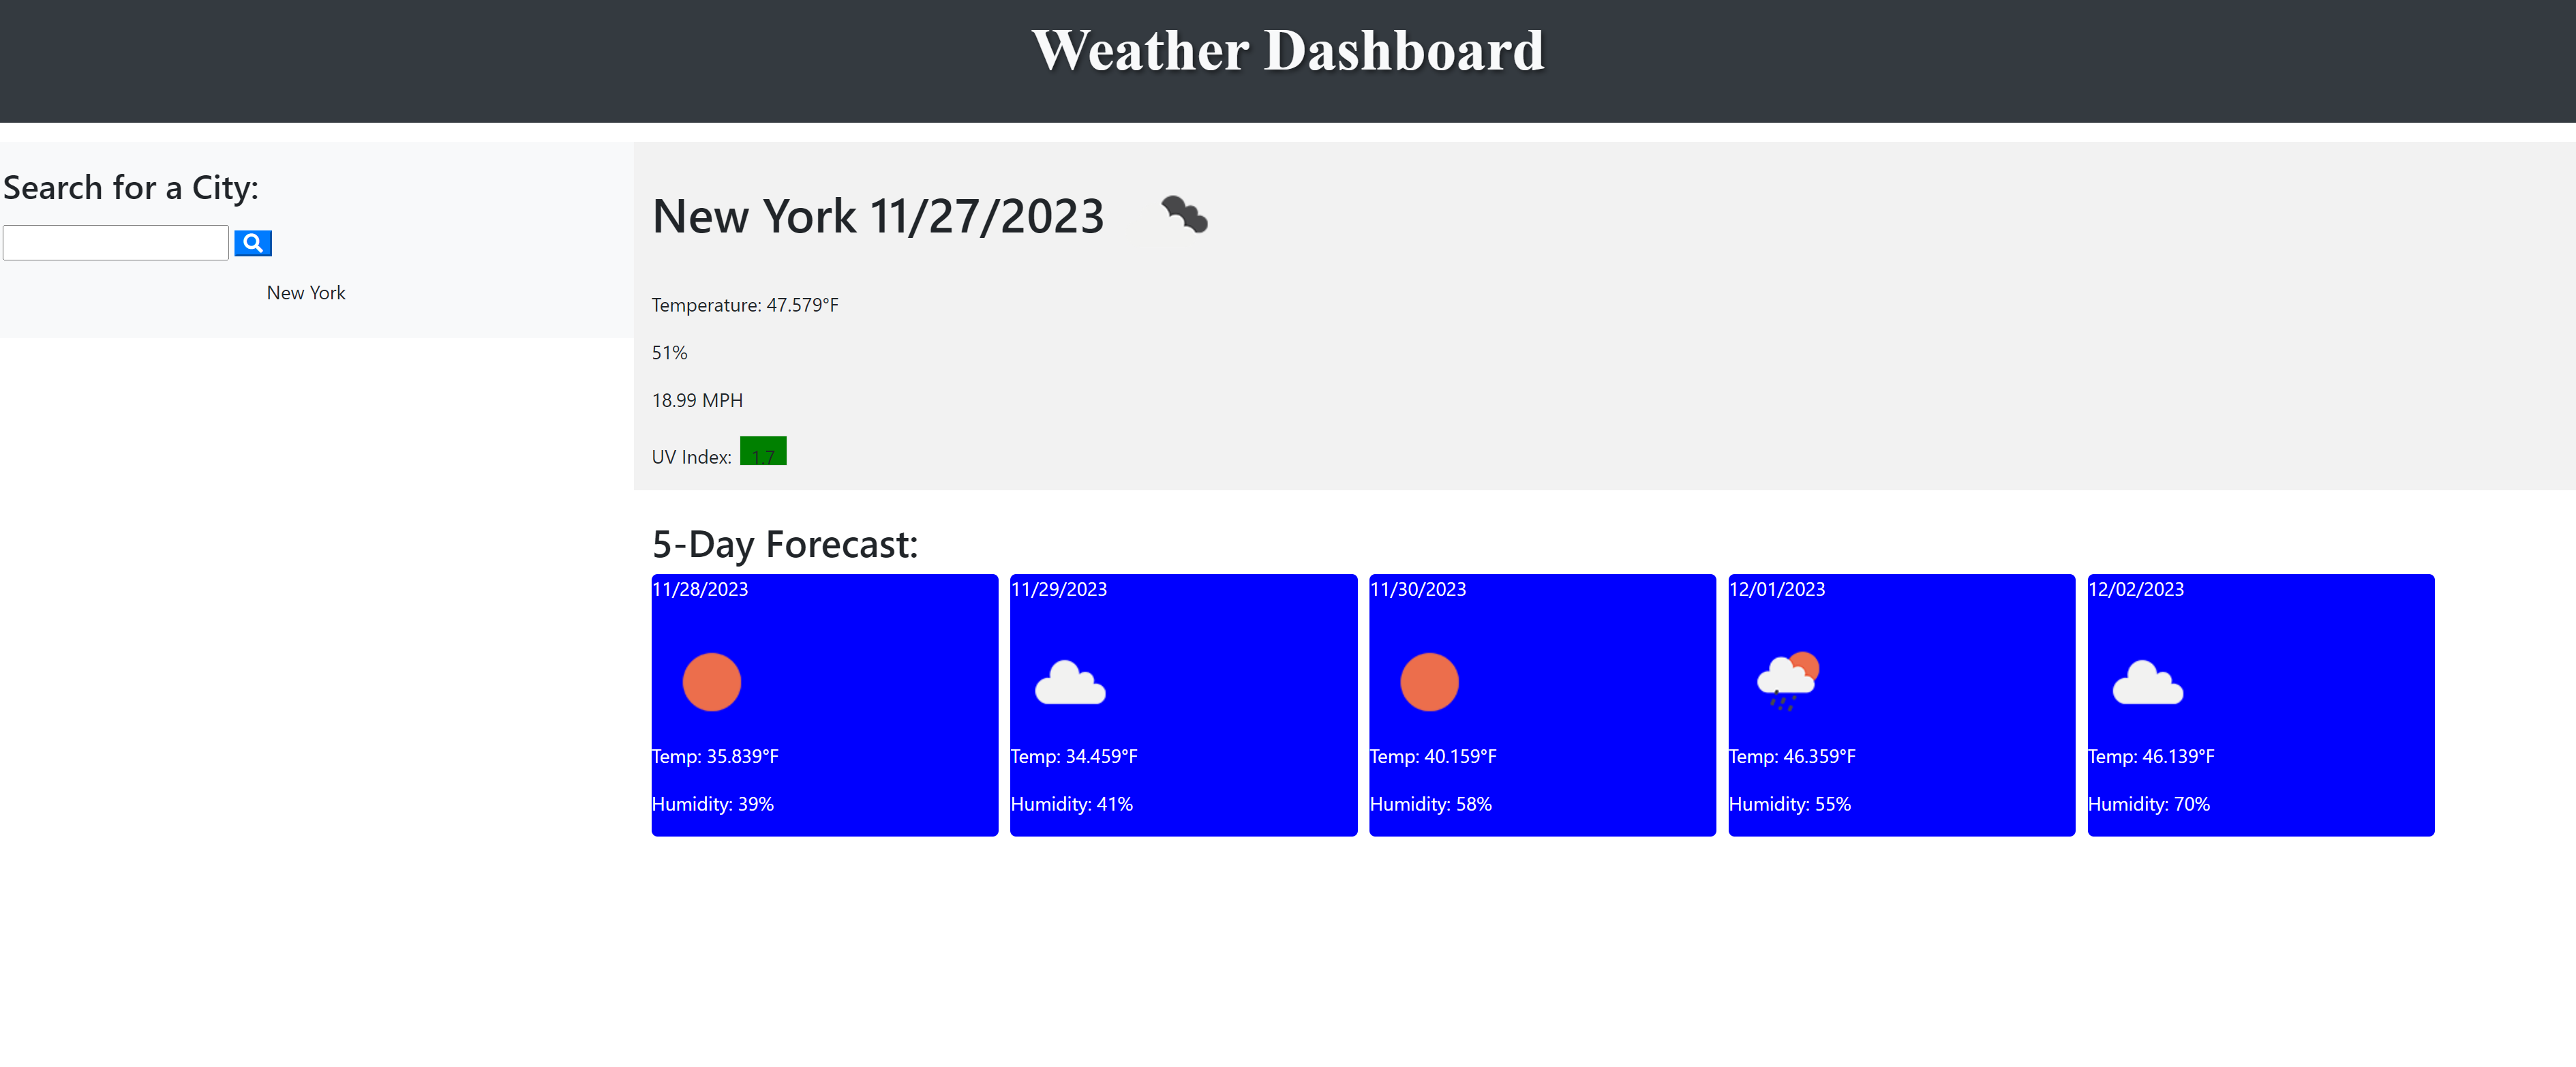 Weather Dashboard
Search for a City:
New York
New York 11/27/2023
Temperature: 47.579°F
51%
18.99 MPH
UV Index: 1.7
5-Day Forecast:
11/28/2023
Temp: 35.839°F
Humidity: 39%
11/29/2023
Temp: 34.459°F
Humidity: 41%
11/30/2023
Temp: 40.159°F
Humidity: 58%
12/01/2023
Temp: 46.359°F
Humidity: 55%
12/02/2023
Temp: 46.139°F
Humidity: 70%